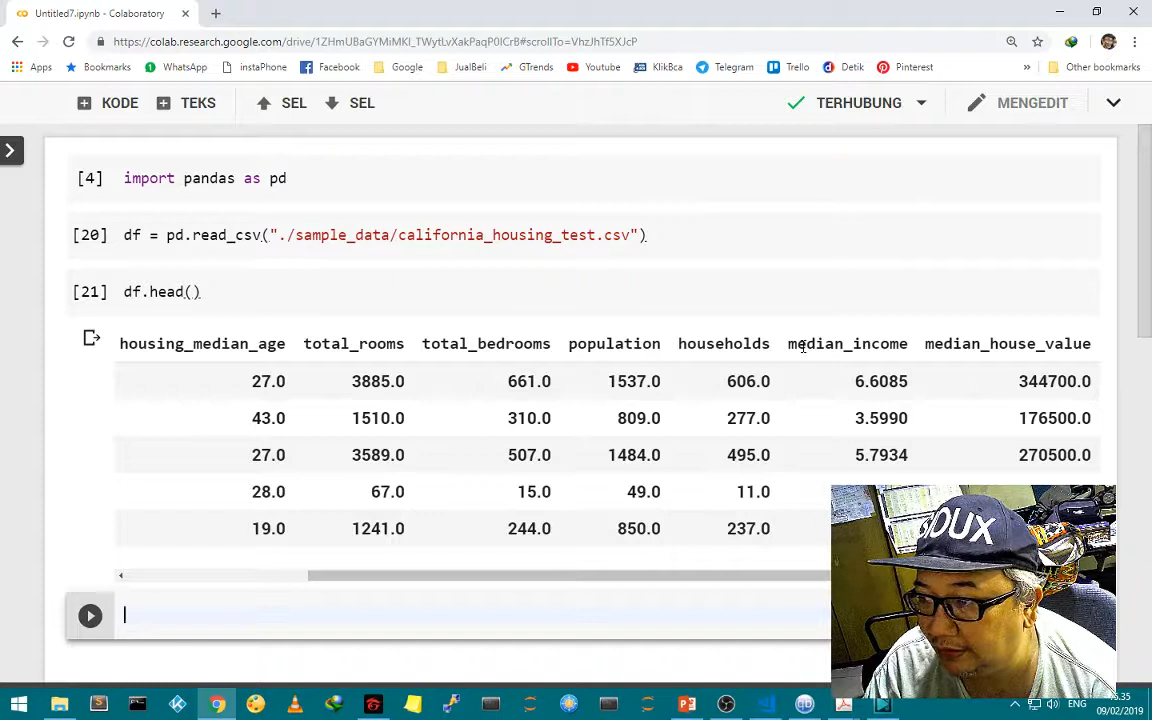 Untitled7.ipynb - Colaboratory
https://colab.research.google.com/drive/1ZHmUBaGYMiMKI_TWytLvXakPaqP0ICrB#scrollTo=VhzJhTf5XJcP
Apps Bookmarks WhatsApp instaPhone Facebook Google JualBeli GTrends Youtube KlikBca Telegram Trello Detik Pinterest » Other bookmarks
KODE TEKS SEL SEL TERHUBUNG MENGEDIT
[4] import pandas as pd
[20] df = pd.read_csv("./sample_data/california_housing_test.csv")
[21] df.head()
housing_median_age total_rooms total_bedrooms population households median_income median_house_value
27.0 3885.0 661.0 1537.0 606.0 6.6085 344700.0
43.0 1510.0 310.0 809.0 277.0 3.5990 176500.0
27.0 3589.0 507.0 1484.0 495.0 5.7934 270500.0
28.0 67.0 15.0 49.0 11.0
19.0 1241.0 244.0 850.0 237.0
SIOUX
ENG
09/02/2019